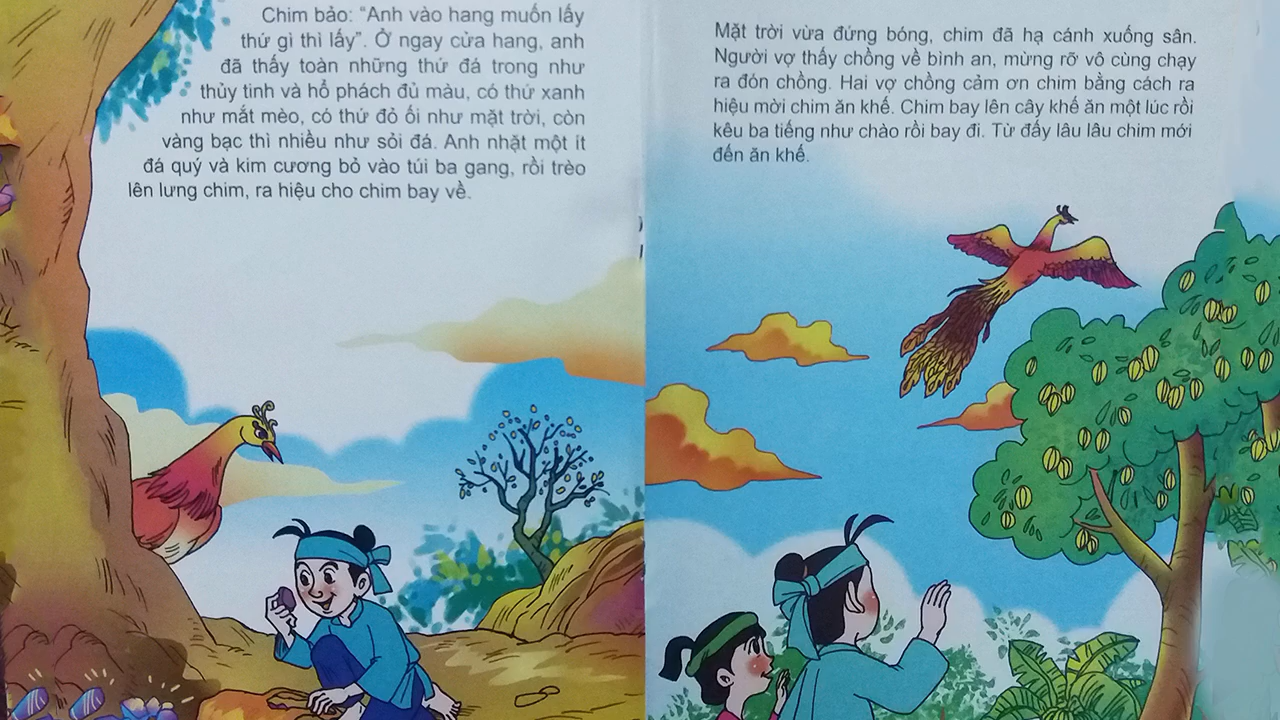 Chim bảo: “Anh vào hang muốn lấy
thứ gì thì lấy”. Ở ngay cửa hang, anh
đã thấy toàn những thứ đá trong như
thủy tinh và hổ phách đủ màu, có thứ xanh
như mắt mèo, có thứ đỏ ối như mặt trời, còn
vàng bạc thì nhiều như sỏi đá. Anh nhặt một ít
đá quý và kim cương bỏ vào túi ba gang, rồi trèo
lên lưng chim, ra hiệu cho chim bay về.
Mặt trời vừa đứng bóng, chim đã hạ cánh xuống sân.
Người vợ thấy chồng về bình an, mừng rỡ vô cùng chạy
ra đón chồng. Hai vợ chồng cảm ơn chim bằng cách ra
hiệu mời chim ăn khế. Chim bay lên cây khế ăn một lúc rồi
kêu ba tiếng như chào rồi bay đi. Từ đấy lâu lâu chim mới
đến ăn khế.